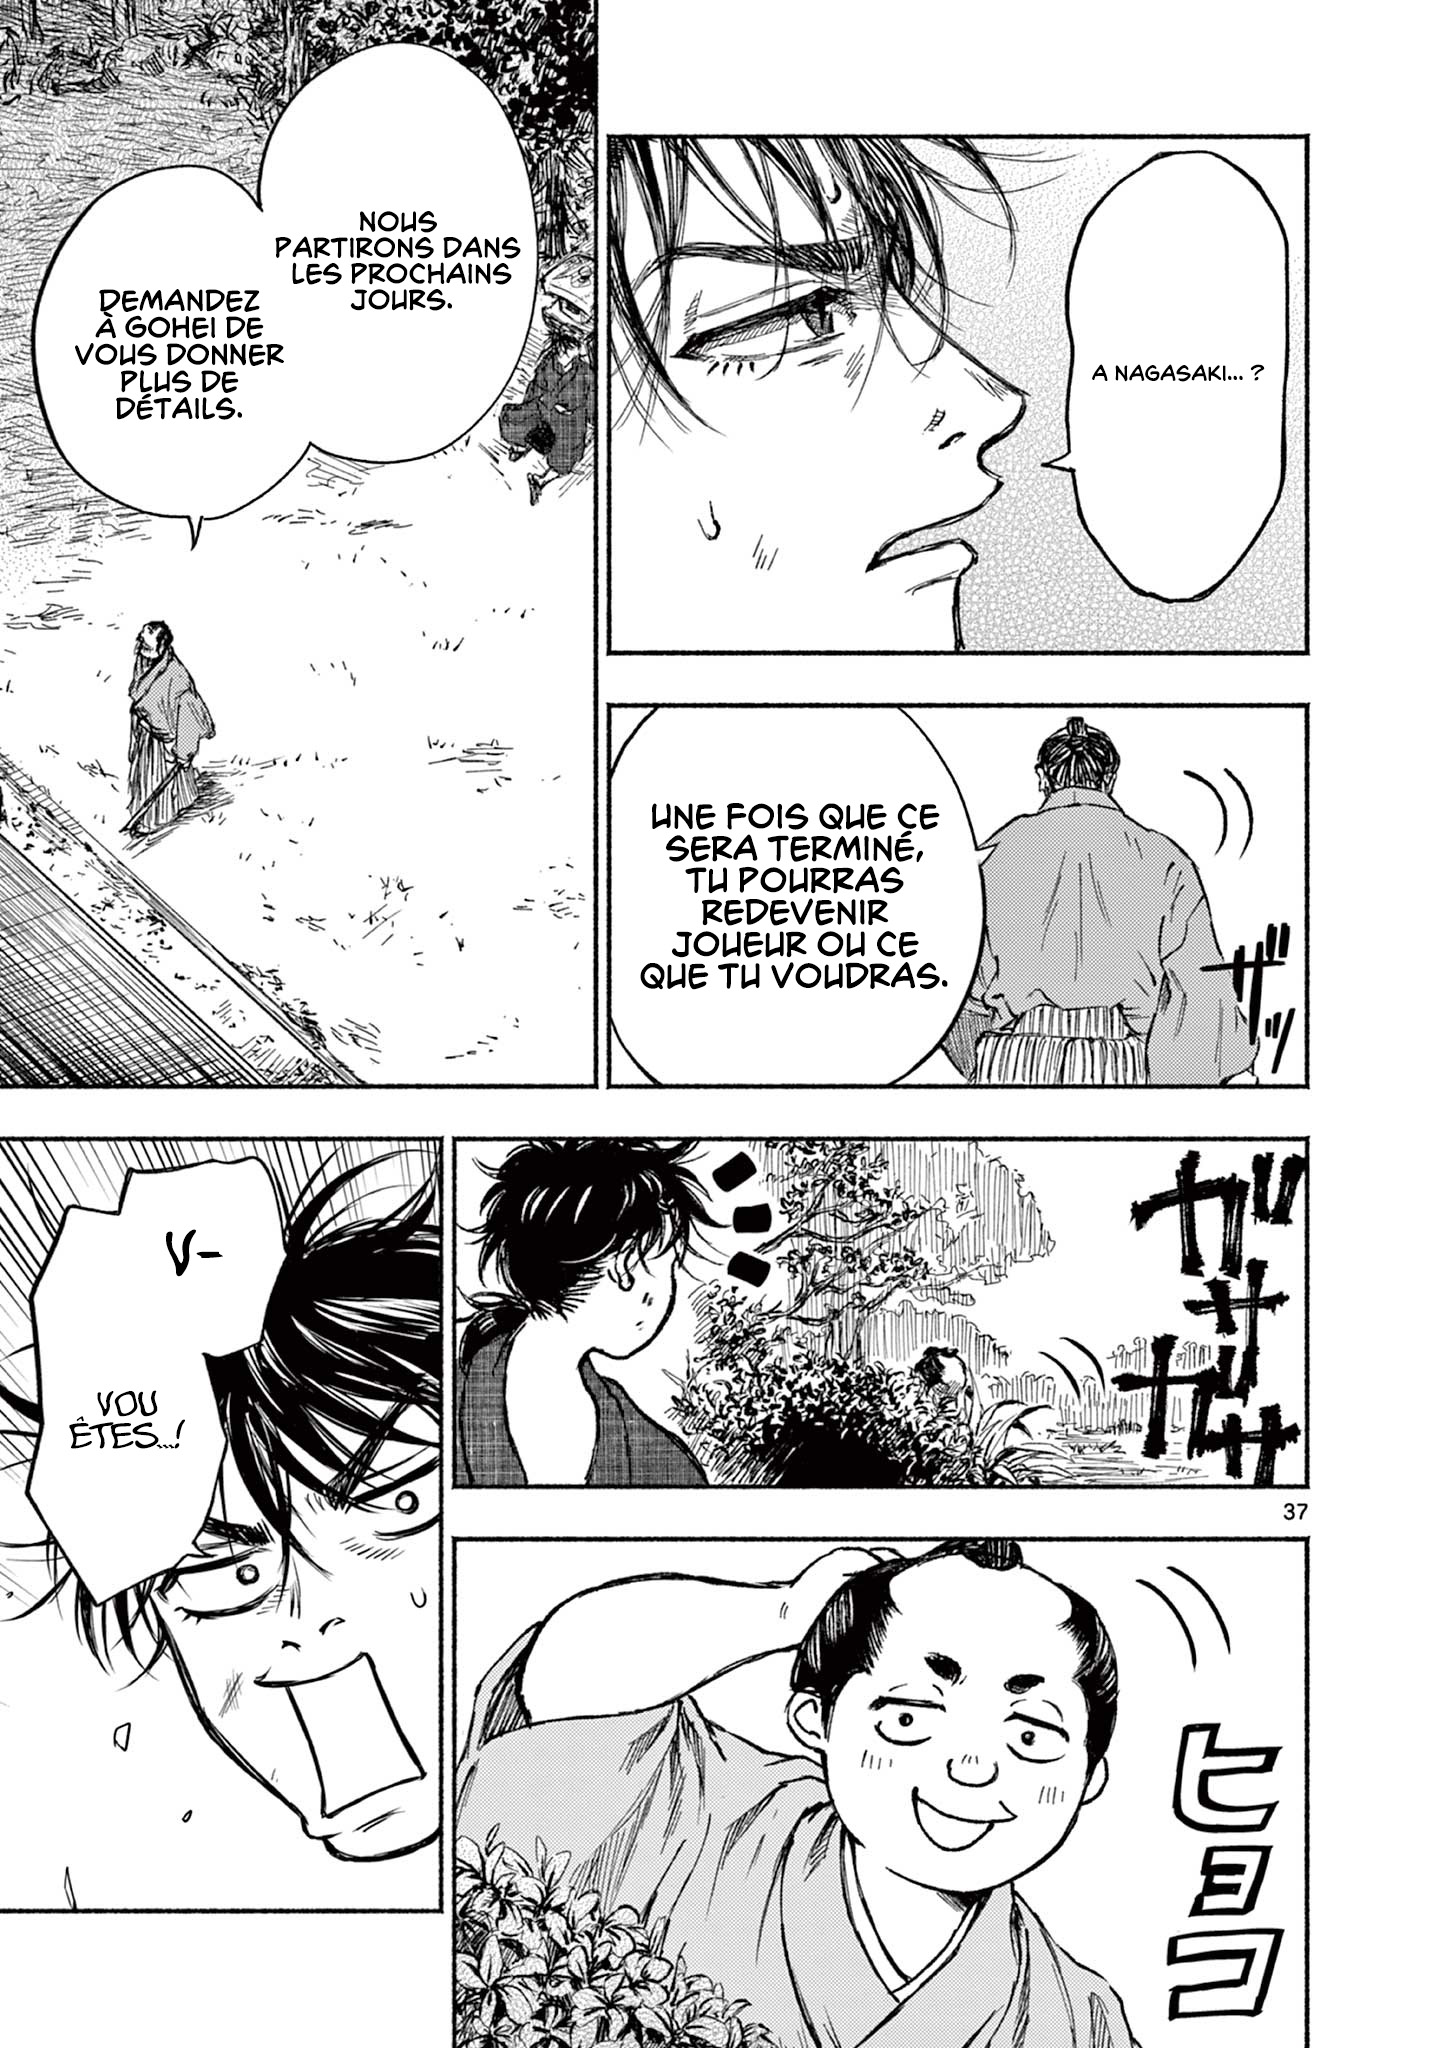 A NAGASAKI... ?
UNE FOIS QUE CE
SERA TERMINÉ,
TU POURRAS
REDEVENIR
JOUEUR OU CE
QUE TU VOUDRAS.
ザッ
NOUS
PARTIRONS DANS
LES PROCHAINS
JOURS.
DEMANDEZ
À GOHEI DE
VOUS DONNER
PLUS DE
DÉTAILS.
ガサ
ガサッ
37
ヒョコ
V-
VOU
ÊTES...!